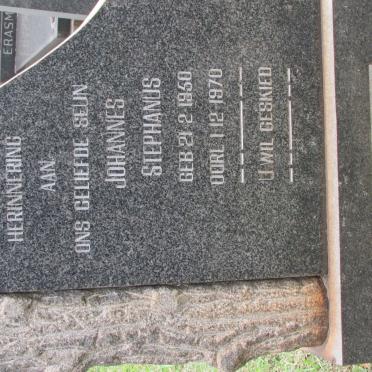 HERINNERING
AAN
ONS GELIEFDE SEUN
JOHANNES
STEPHANUS
GEB 21 2 1950
OORL 1 12 1970
U WIL GESKIED
ERASM